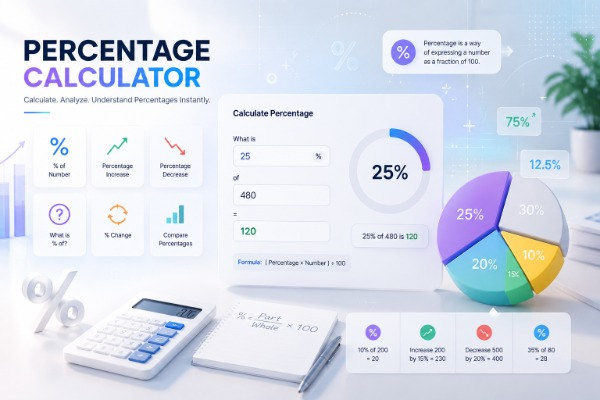 PERCENTAGE
CALCULATOR
Calculate. Analyze. Understand Percentages Instantly.
% of
Number
Percentage
Increase
Percentage
Decrease
What is
% of?
% Change
Compare
Percentages
Calculate Percentage
What is
25 %
of
480
=
120
Formula: ( Percentage × Number ) ÷ 100
25%
25% of 480 is 120
%
Percentage is a way
of expressing a number
as a fraction of 100.
75%
12.5%
25%
30%
20%
15%
10%
% = Part
Whole × 100
10% of 200
= 20
Increase 200
by 15% = 230
Decrease 500
by 20% = 400
35% of 80
= 28